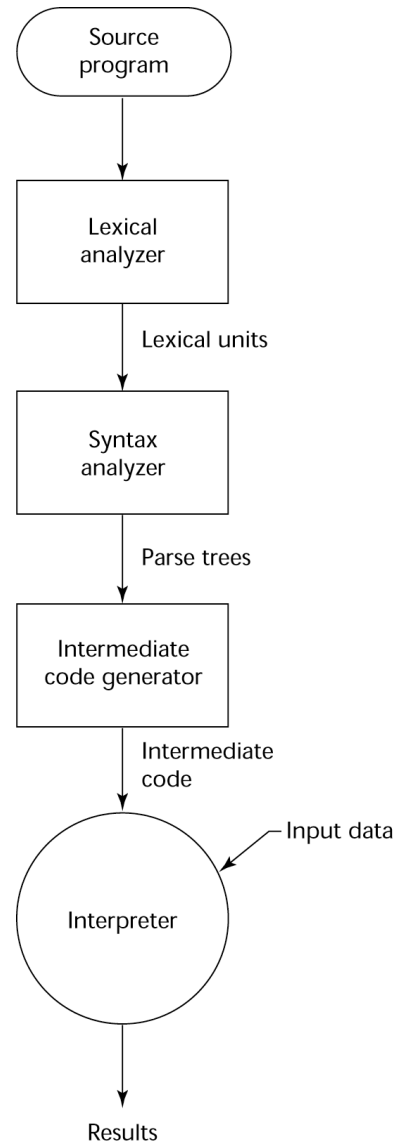 Source
program
Lexical
analyzer
Lexical units
Syntax
analyzer
Parse trees
Intermediate
code generator
Intermediate
code
Input data
Interpreter
Results